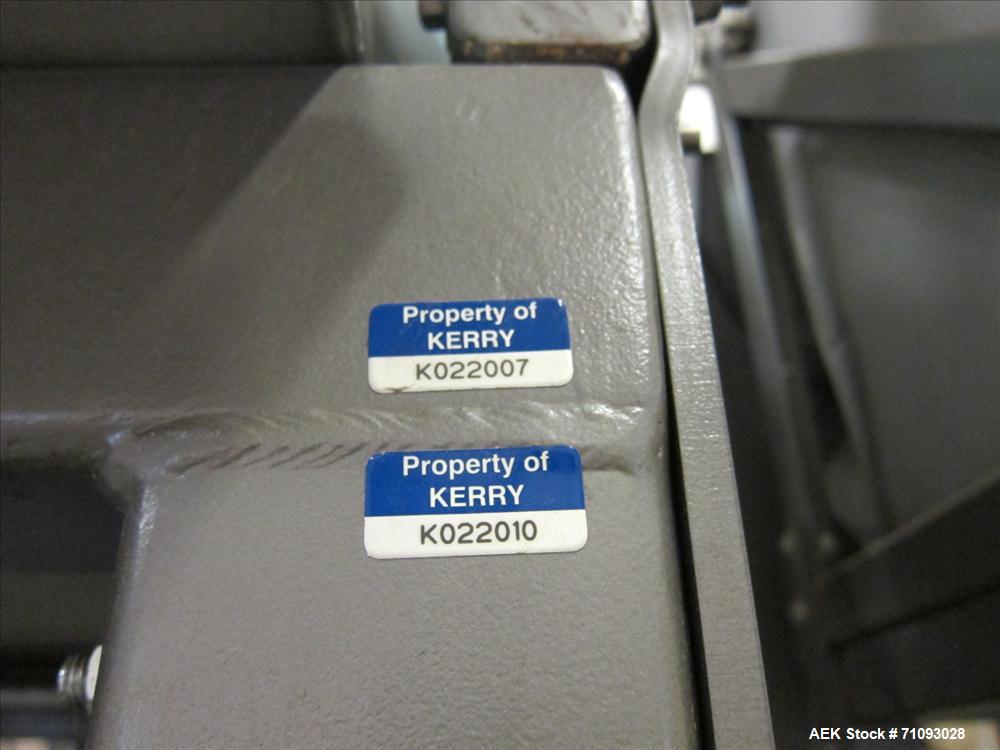 Property of
KERRY
K022007
Property of
KERRY
K022010
AEK Stock # 71093028